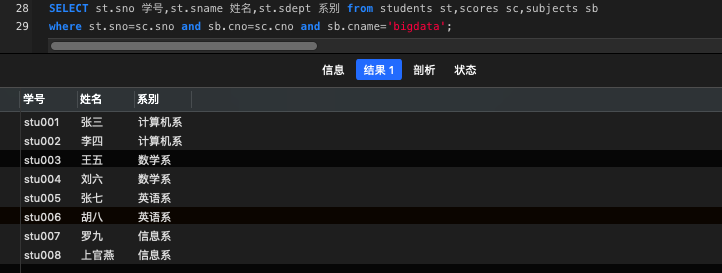 28 SELECT st.sno 学号,st.sname 姓名,st.sdept 系别 from students st,scores sc,subjects sb
29 where st.sno=sc.sno and sb.cno=sc.cno and sb.cname='bigdata';
信息 结果 1 剖析 状态
学号 姓名 系别
stu001 张三 计算机系
stu002 李四 计算机系
stu003 王五 数学系
stu004 刘六 数学系
stu005 张七 英语系
stu006 胡八 英语系
stu007 罗九 信息系
stu008 上官燕 信息系